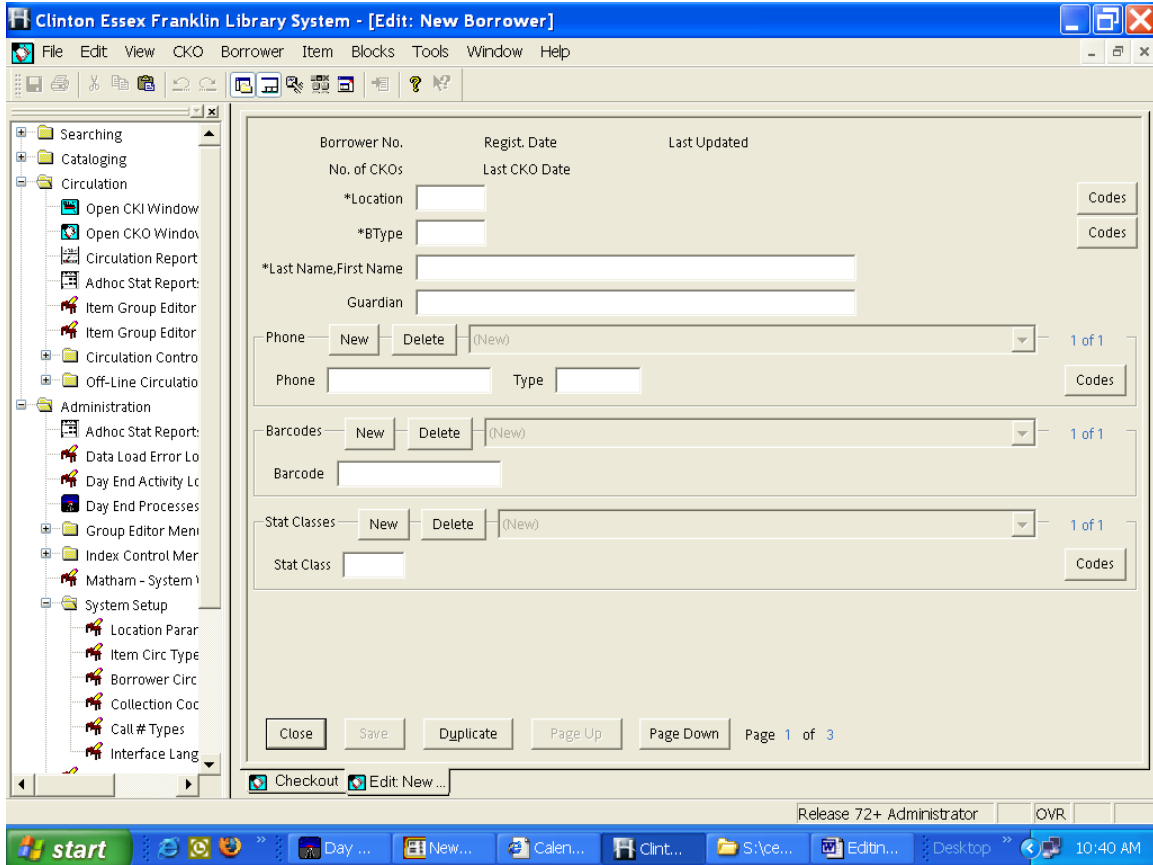 Clinton Essex Franklin Library System - [Edit: New Borrower]
File Edit View CKO Borrower Item Blocks Tools Window Help
Searching
Cataloging
Circulation
Open CKI Window
Open CKO Window
Circulation Report
Adhoc Stat Reports
Item Group Editor
Item Group Editor
Circulation Contro
Off-Line Circulatio
Administration
Adhoc Stat Reports
Data Load Error Lo
Day End Activity Lo
Day End Processes
Group Editor Menu
Index Control Mer
Matham - System
System Setup
Location Parar
Item Circ Type
Borrower Circ
Collection Coc
Call # Types
Interface Lang
Borrower No. Regist. Date Last Updated
No. of CKOs Last CKO Date
*Location Codes
*BType Codes
*Last Name,First Name
Guardian
Phone New Delete (New) 1 of 1
Phone Type Codes
Barcodes New Delete (New) 1 of 1
Barcode
Stat Classes New Delete (New) 1 of 1
Stat Class Codes
Close Save Duplicate Page Up Page Down Page 1 of 3
Checkout Edit: New ...
Release 72+ Administrator OVR
start Day ... New... Calen... Clint... S:\ce... Editin... Desktop 10:40 AM